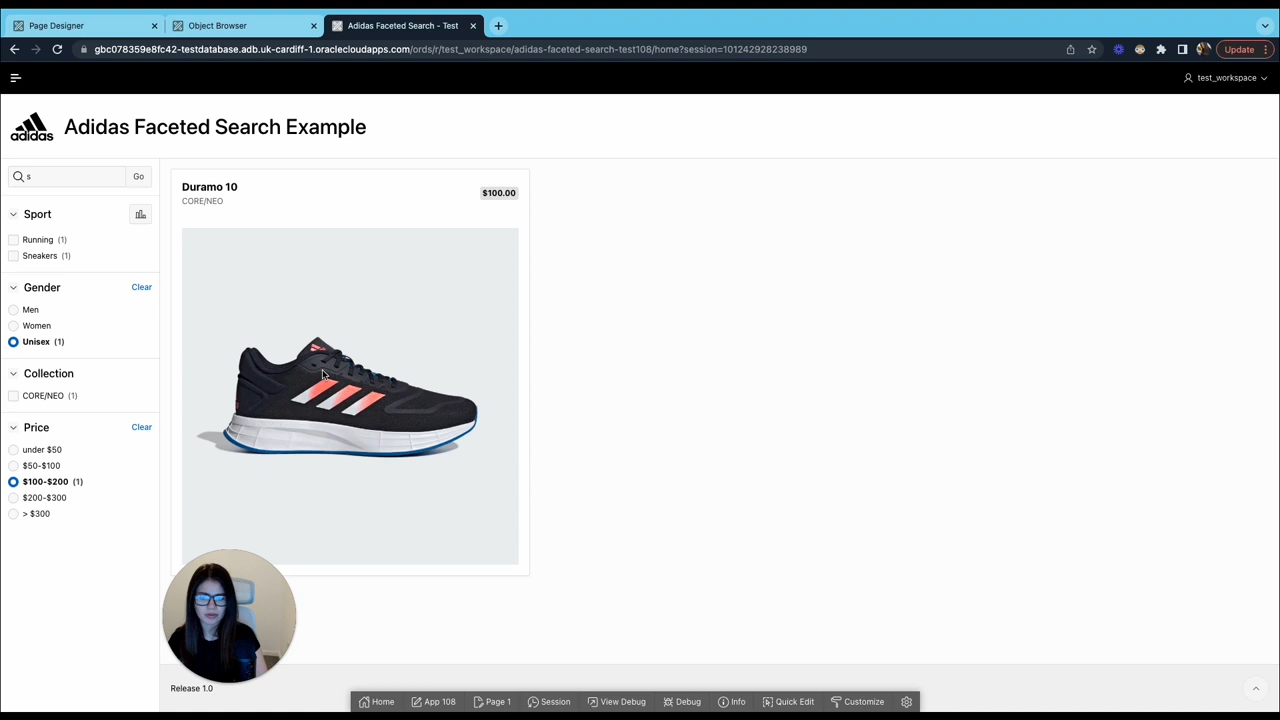 Page Designer
Object Browser
Adidas Faceted Search - Test
gbc078359e8fc42-testdatabase.adb.uk-cardiff-1.oraclecloudapps.com/ords/r/test_workspace/adidas-faceted-search-test108/home?session=101242928238989
Update
test_workspace
adidas
Adidas Faceted Search Example
s
Go
Sport
Running (1)
Sneakers (1)
Gender
Clear
Men
Women
Unisex (1)
Collection
CORE/NEO (1)
Price
Clear
under $50
$50-$100
$100-$200 (1)
$200-$300
> $300
Duramo 10
CORE/NEO
$100.00
Release 1.0
Home
App 108
Page 1
Session
View Debug
Debug
Info
Quick Edit
Customize